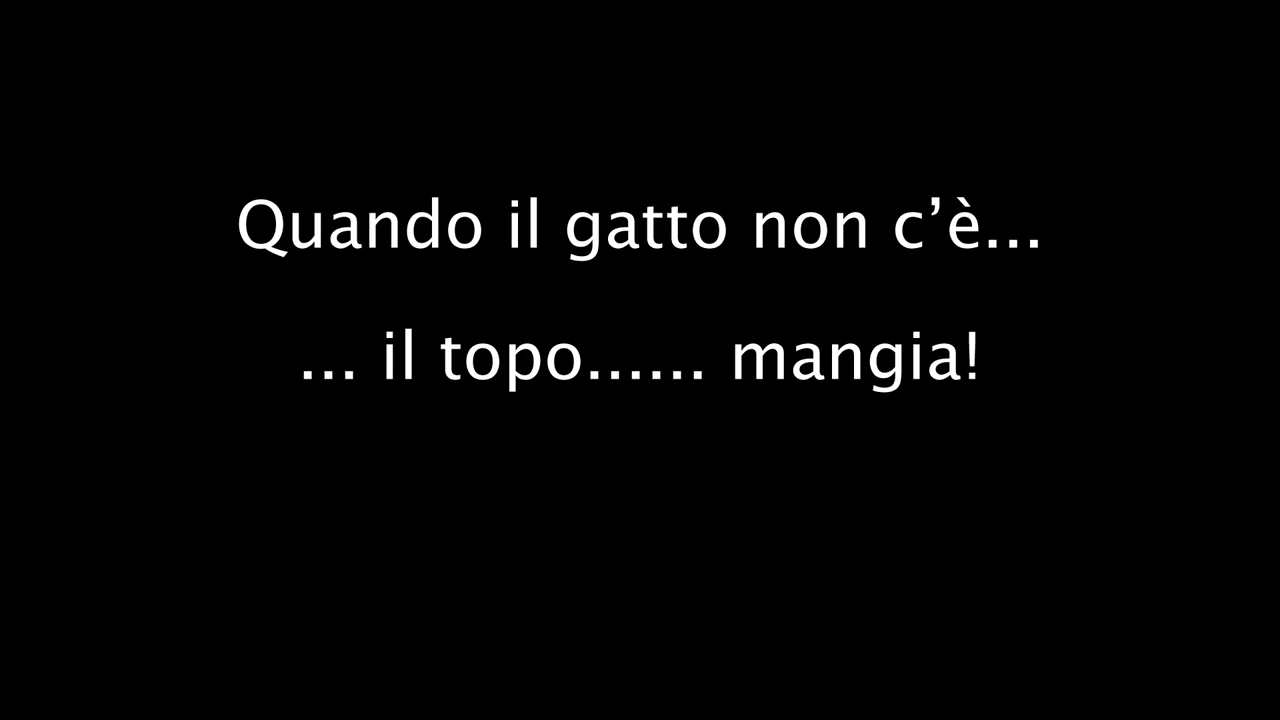 Quando il gatto non c’è...
... il topo...... mangia!